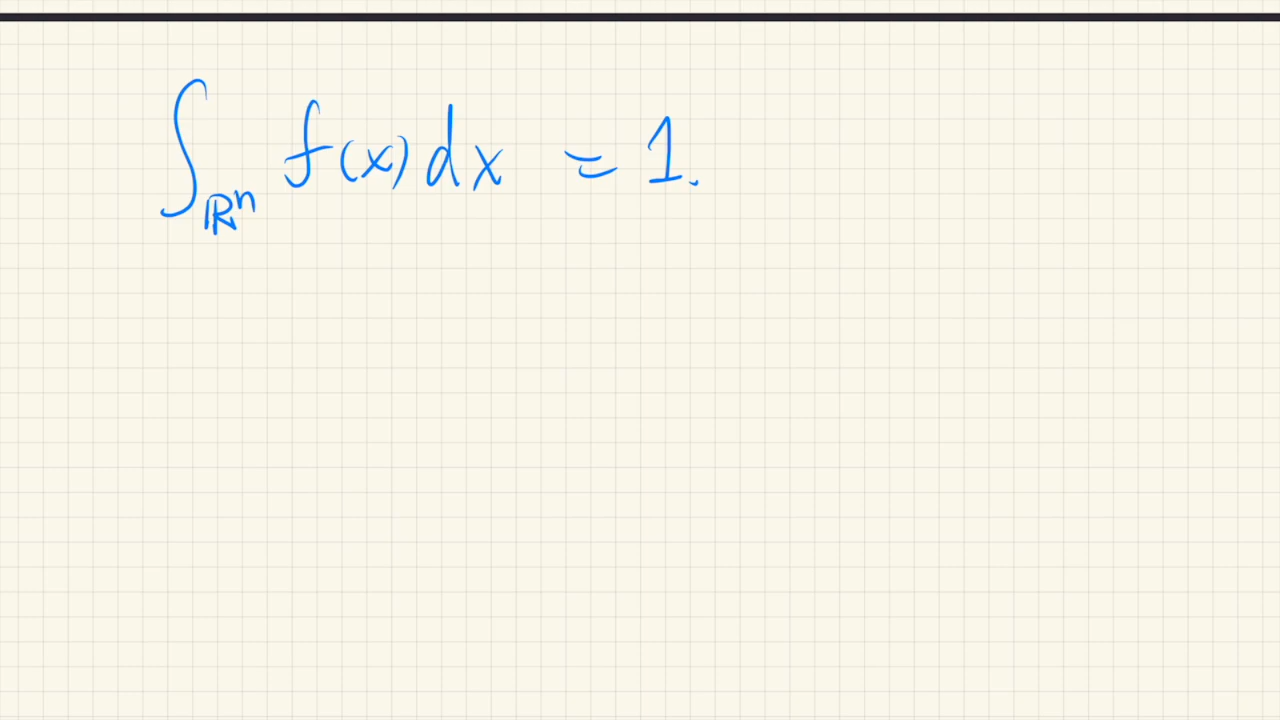 ∫_{ℝⁿ} f(x) dx = 1.